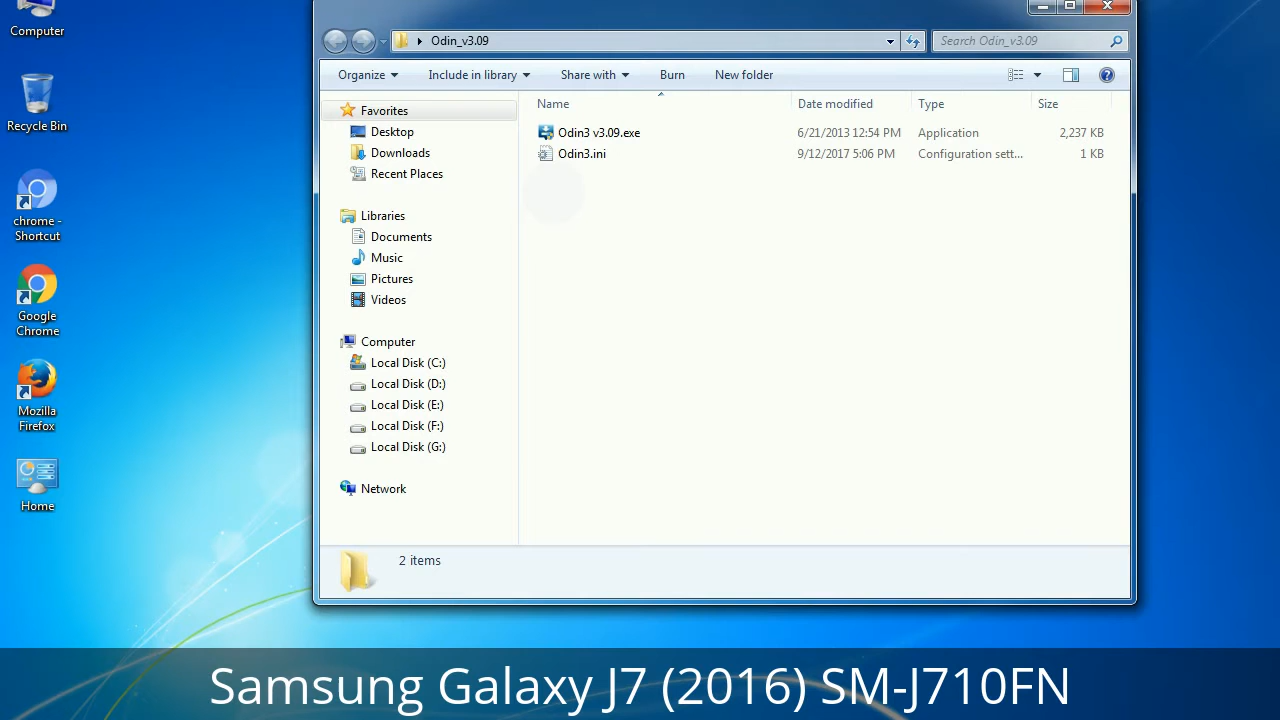 Computer
Recycle Bin
chrome -
Shortcut
Google
Chrome
Mozilla
Firefox
Home
Odin_v3.09
Search Odin_v3.09
Organize
Include in library
Share with
Burn
New folder
Favorites
Desktop
Downloads
Recent Places
Libraries
Documents
Music
Pictures
Videos
Computer
Local Disk (C:)
Local Disk (D:)
Local Disk (E:)
Local Disk (F:)
Local Disk (G:)
Network
Name Date modified Type Size
Odin3 v3.09.exe 6/21/2013 12:54 PM Application 2,237 KB
Odin3.ini 9/12/2017 5:06 PM Configuration sett... 1 KB
2 items
Samsung Galaxy J7 (2016) SM-J710FN